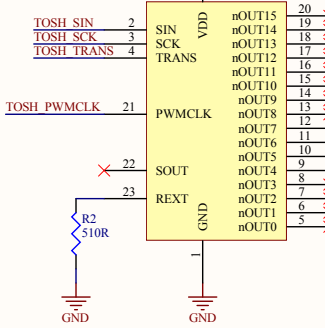 TOSH_SIN 2 SIN VDD nOUT15 20
TOSH_SCK 3 SCK nOUT14 19
TOSH_TRANS 4 TRANS nOUT13 18
nOUT12 17
nOUT11 16
nOUT10 15
nOUT9 14
TOSH_PWMCLK 21 PWMCLK nOUT8 13
nOUT7 12
nOUT6 11
nOUT5 10
22 SOUT nOUT4 9
nOUT3 8
23 REXT nOUT2 7
nOUT1 6
GND nOUT0 5
R2
510R
1
GND GND